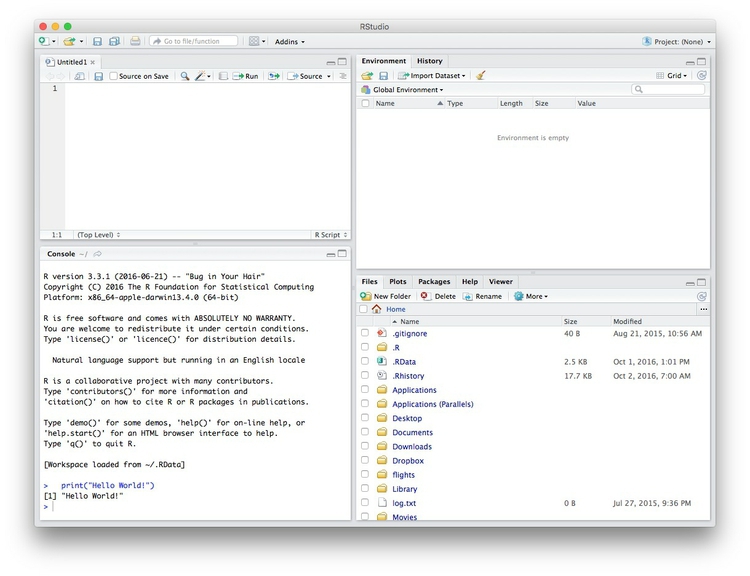 RStudio
Go to file/function
Addins
Project: (None)
Untitled1
Source on Save
Run
Source
1
1:1 (Top Level) R Script
Console ~/
R version 3.3.1 (2016-06-21) -- "Bug in Your Hair"
Copyright (C) 2016 The R Foundation for Statistical Computing
Platform: x86_64-apple-darwin13.4.0 (64-bit)
R is free software and comes with ABSOLUTELY NO WARRANTY.
You are welcome to redistribute it under certain conditions.
Type 'license()' or 'licence()' for distribution details.
Natural language support but running in an English locale
R is a collaborative project with many contributors.
Type 'contributors()' for more information and
'citation()' on how to cite R or R packages in publications.
Type 'demo()' for some demos, 'help()' for on-line help, or
'help.start()' for an HTML browser interface to help.
Type 'q()' to quit R.
[Workspace loaded from ~/.RData]
> print("Hello World!")
[1] "Hello World!"
>
Environment History
Import Dataset Grid
Global Environment
Name Type Length Size Value
Environment is empty
Files Plots Packages Help Viewer
New Folder Delete Rename More
Home ...
Name Size Modified
.gitignore 40 B Aug 21, 2015, 10:56 AM
.R
.RData 2.5 KB Oct 1, 2016, 1:01 PM
.Rhistory 17.7 KB Oct 2, 2016, 7:00 AM
Applications
Applications (Parallels)
Desktop
Documents
Downloads
Dropbox
flights
Library
log.txt 0 B Jul 27, 2015, 9:36 PM
Movies